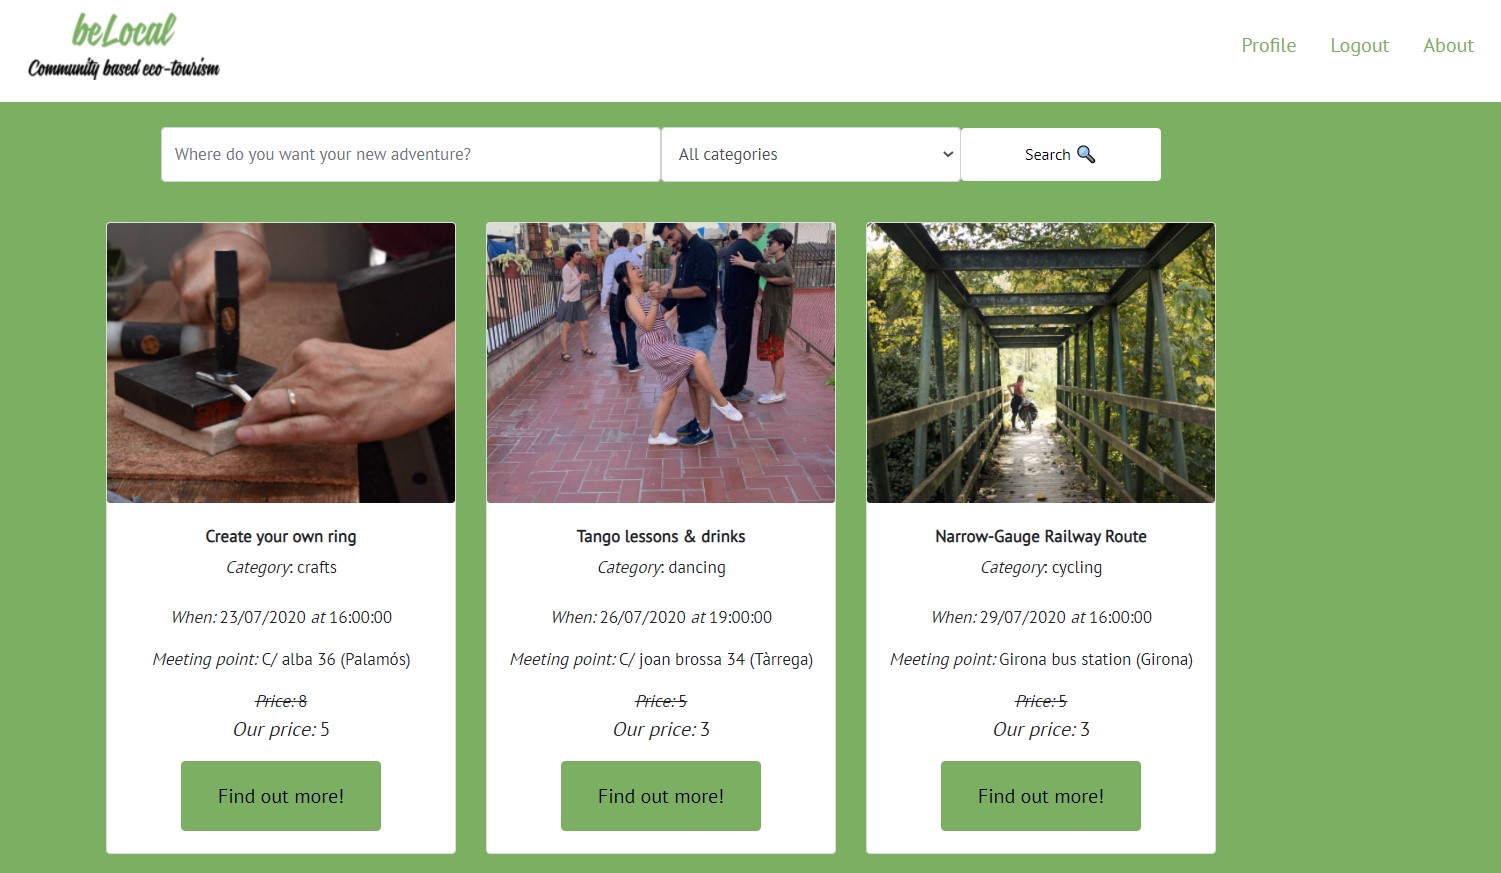 beLocal
Community based eco-tourism
Profile Logout About
Where do you want your new adventure? All categories Search
Create your own ring
Category: crafts
When: 23/07/2020 at 16:00:00
Meeting point: C/ alba 36 (Palamós)
Price: 8
Our price: 5
Find out more!
Tango lessons & drinks
Category: dancing
When: 26/07/2020 at 19:00:00
Meeting point: C/ joan brossa 34 (Tàrrega)
Price: 5
Our price: 3
Find out more!
Narrow-Gauge Railway Route
Category: cycling
When: 29/07/2020 at 16:00:00
Meeting point: Girona bus station (Girona)
Price: 5
Our price: 3
Find out more!